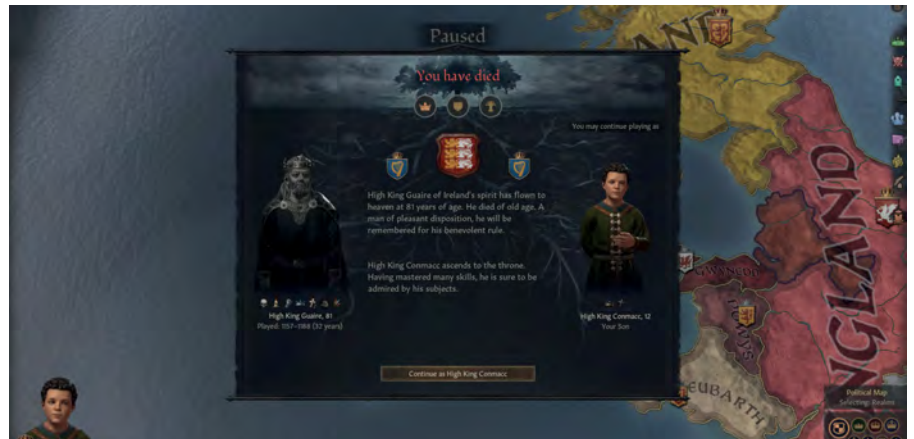 Paused
You have died
You may continue playing as
High King Guaire of Ireland's spirit has flown to
heaven at 81 years of age. He died of old age. A
man of pleasant disposition, he will be
remembered for his benevolent rule.
High King Conmacc ascends to the throne.
Having mastered many skills, he is sure to be
admired by his subjects.
High King Guaire, 81
Played: 1157-1188 (32 years)
High King Conmacc, 12
Your Son
Continue as High King Conmacc
GWYNEDD
ENGLAND
Political Map
Selecting: Realms